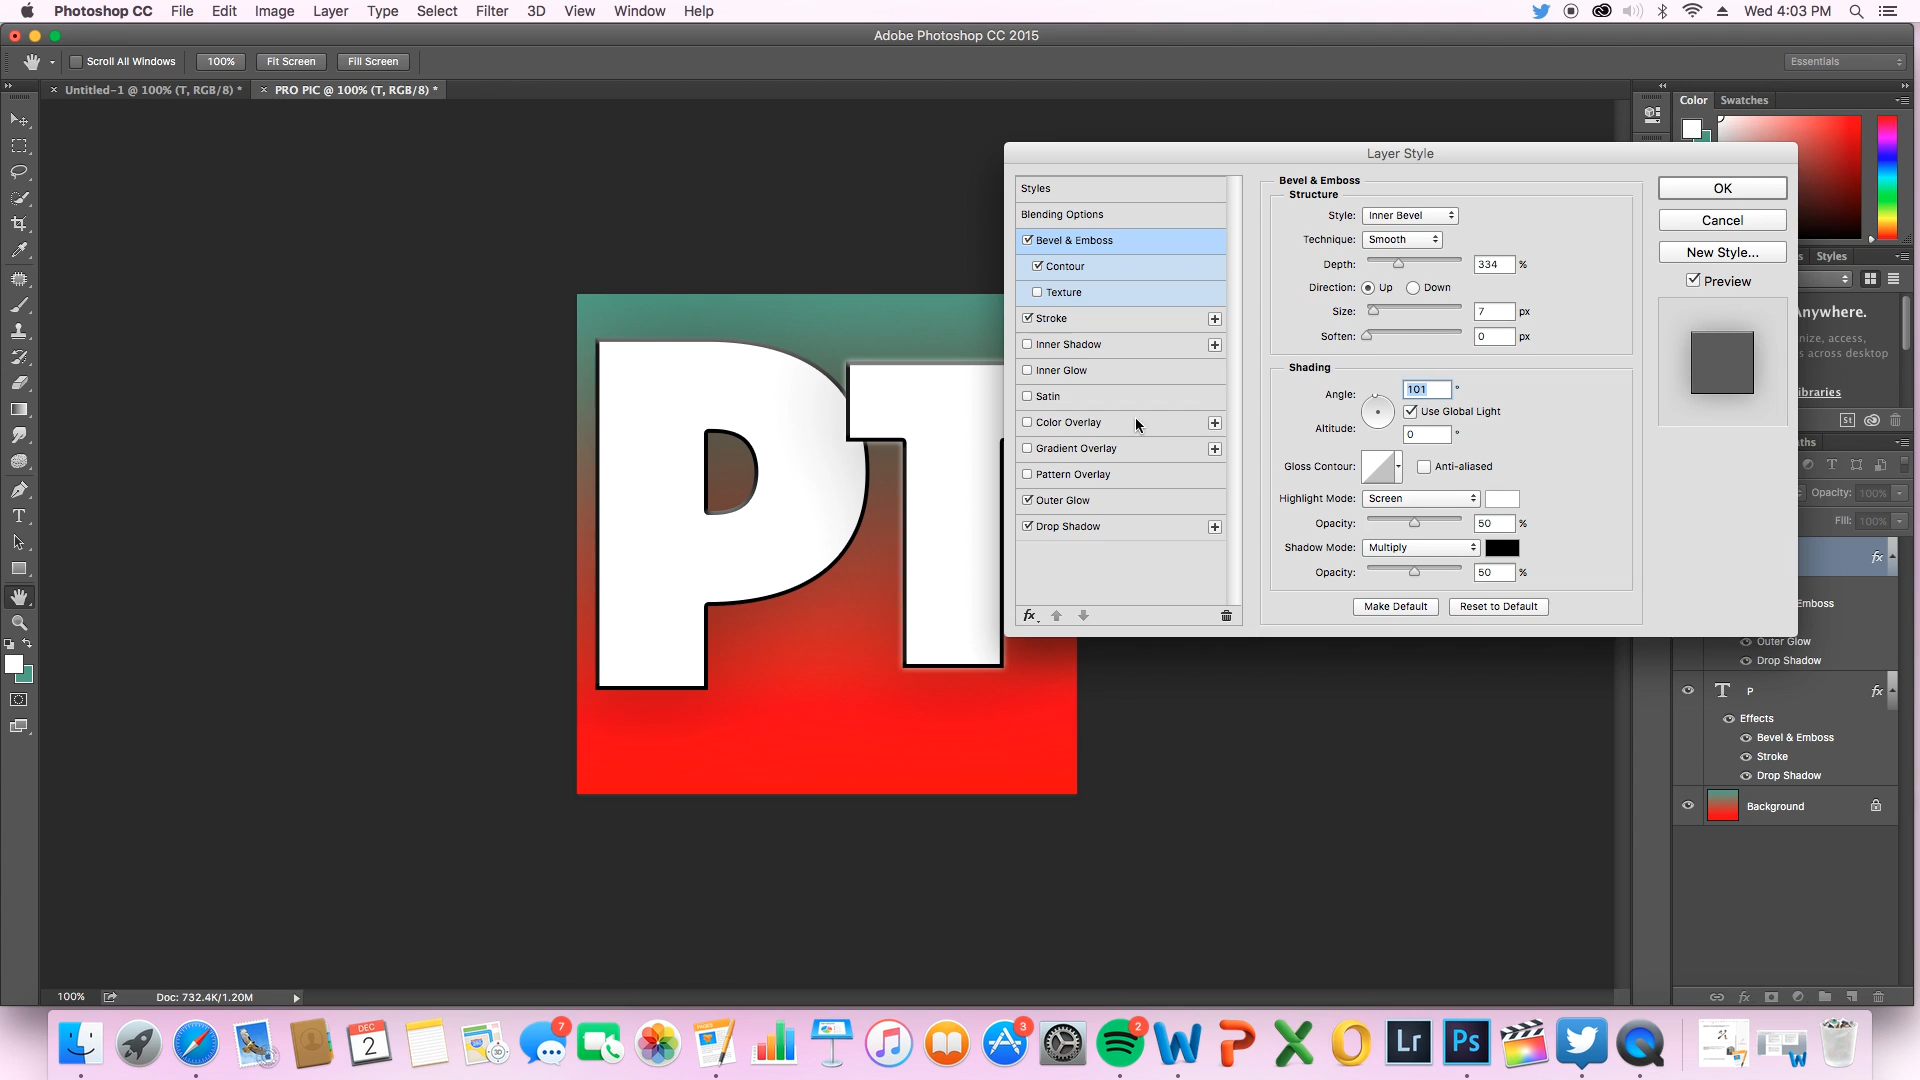 Photoshop CC File Edit Image Layer Type Select Filter 3D View Window Help Wed 4:03 PM
Adobe Photoshop CC 2015
Scroll All Windows 100% Fit Screen Fill Screen Essentials
Untitled-1 @ 100% (T, RGB/8) * PRO PIC @ 100% (T, RGB/8) *
Color Swatches
Layer Style
Styles
Blending Options
Bevel & Emboss
Contour
Texture
Stroke
Inner Shadow
Inner Glow
Satin
Color Overlay
Gradient Overlay
Pattern Overlay
Outer Glow
Drop Shadow
fx
Bevel & Emboss
Structure
Style: Inner Bevel
Technique: Smooth
Depth: 334 %
Direction: Up Down
Size: 7 px
Soften: 0 px
Shading
Angle: 101 °
Use Global Light
Altitude: 0 °
Gloss Contour: Anti-aliased
Highlight Mode: Screen
Opacity: 50 %
Shadow Mode: Multiply
Opacity: 50 %
Make Default Reset to Default
OK
Cancel
New Style...
Preview
Styles
Anywhere.
across desktop
Libraries
Opacity: 100%
Fill: 100%
fx
Outer Glow
Drop Shadow
T P fx
Effects
Bevel & Emboss
Stroke
Drop Shadow
Background
PT
100% Doc: 732.4K/1.20M
fx
DEC
2
7
3
2
Lr
Ps